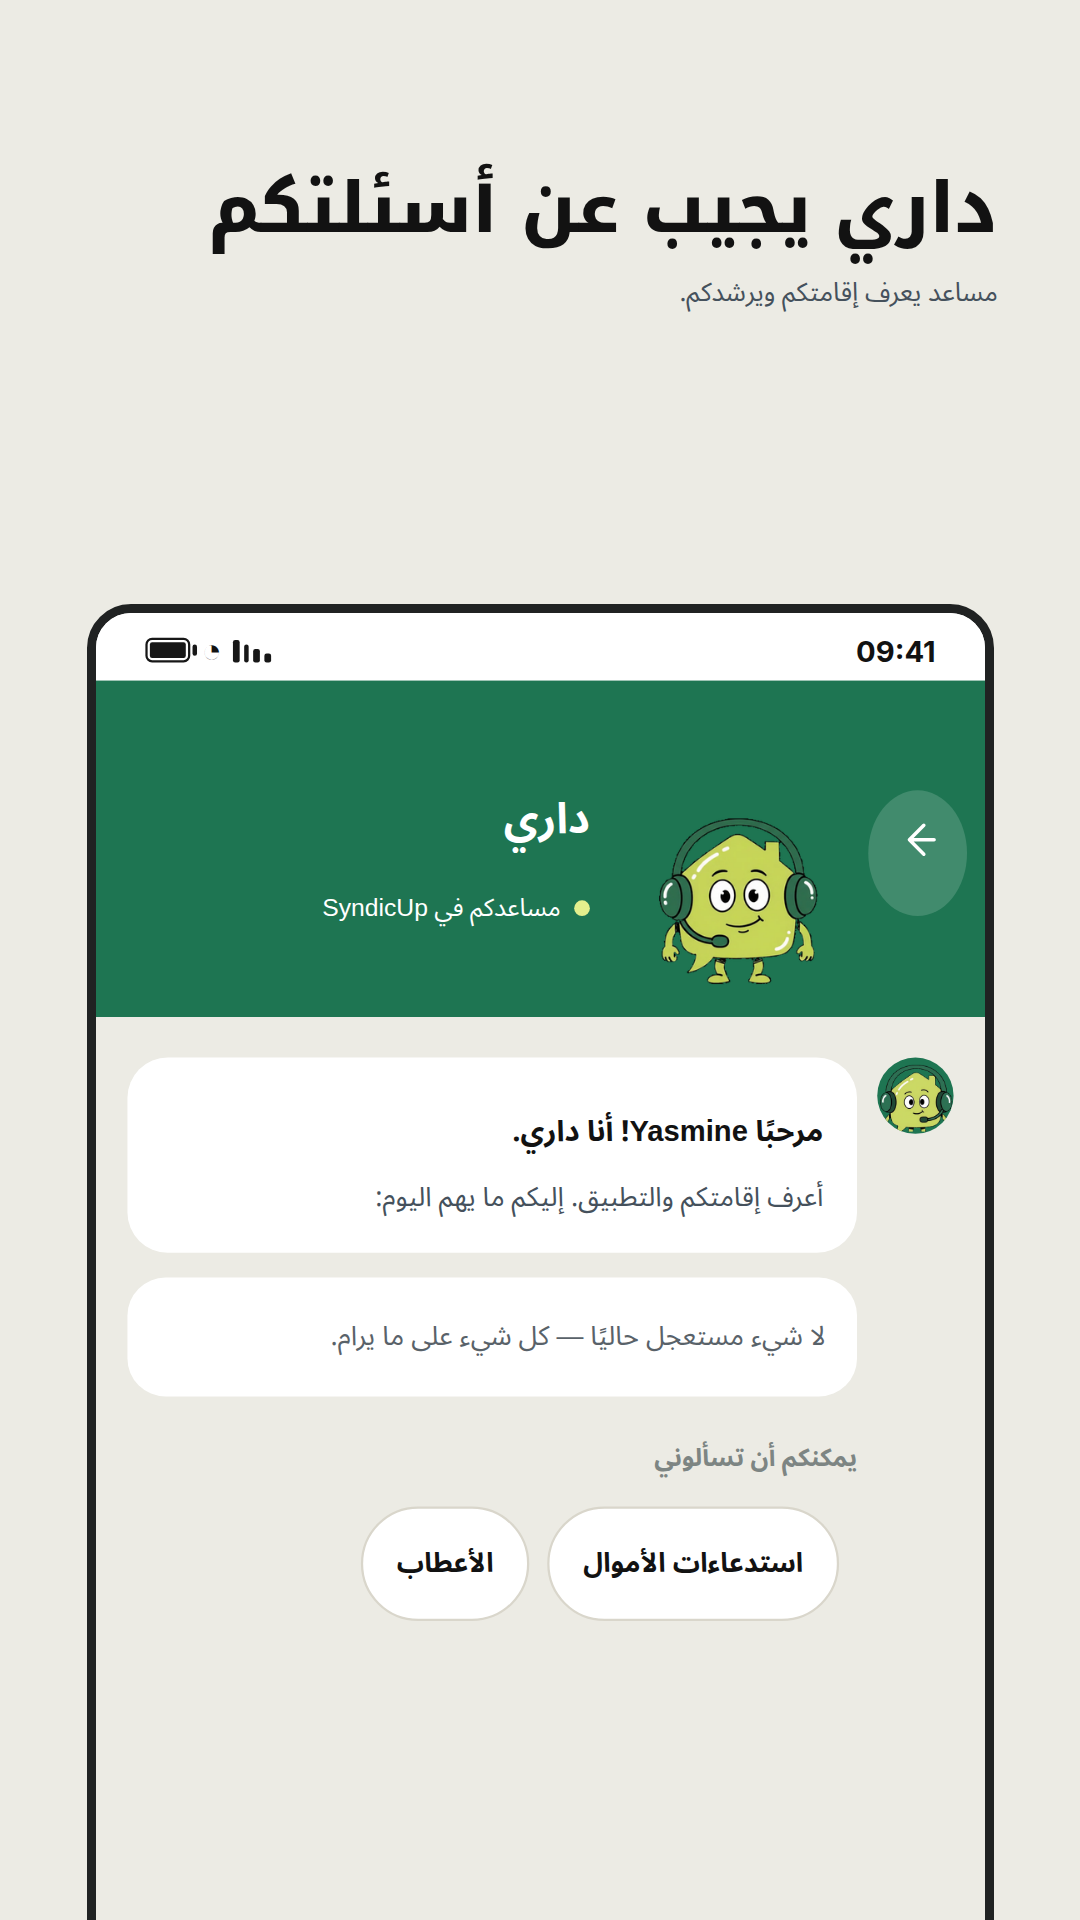 داري يجيب عن أسئلتكم
مساعد يعرف إقامتكم ويرشدكم.
09:41
داري
مساعدكم في SyndicUp
مرحبًا Yasmine! أنا داري.
أعرف إقامتكم والتطبيق. إليكم ما يهم اليوم:
لا شيء مستعجل حاليًا — كل شيء على ما يرام.
يمكنكم أن تسألوني
استدعاءات الأموال
الأعطاب